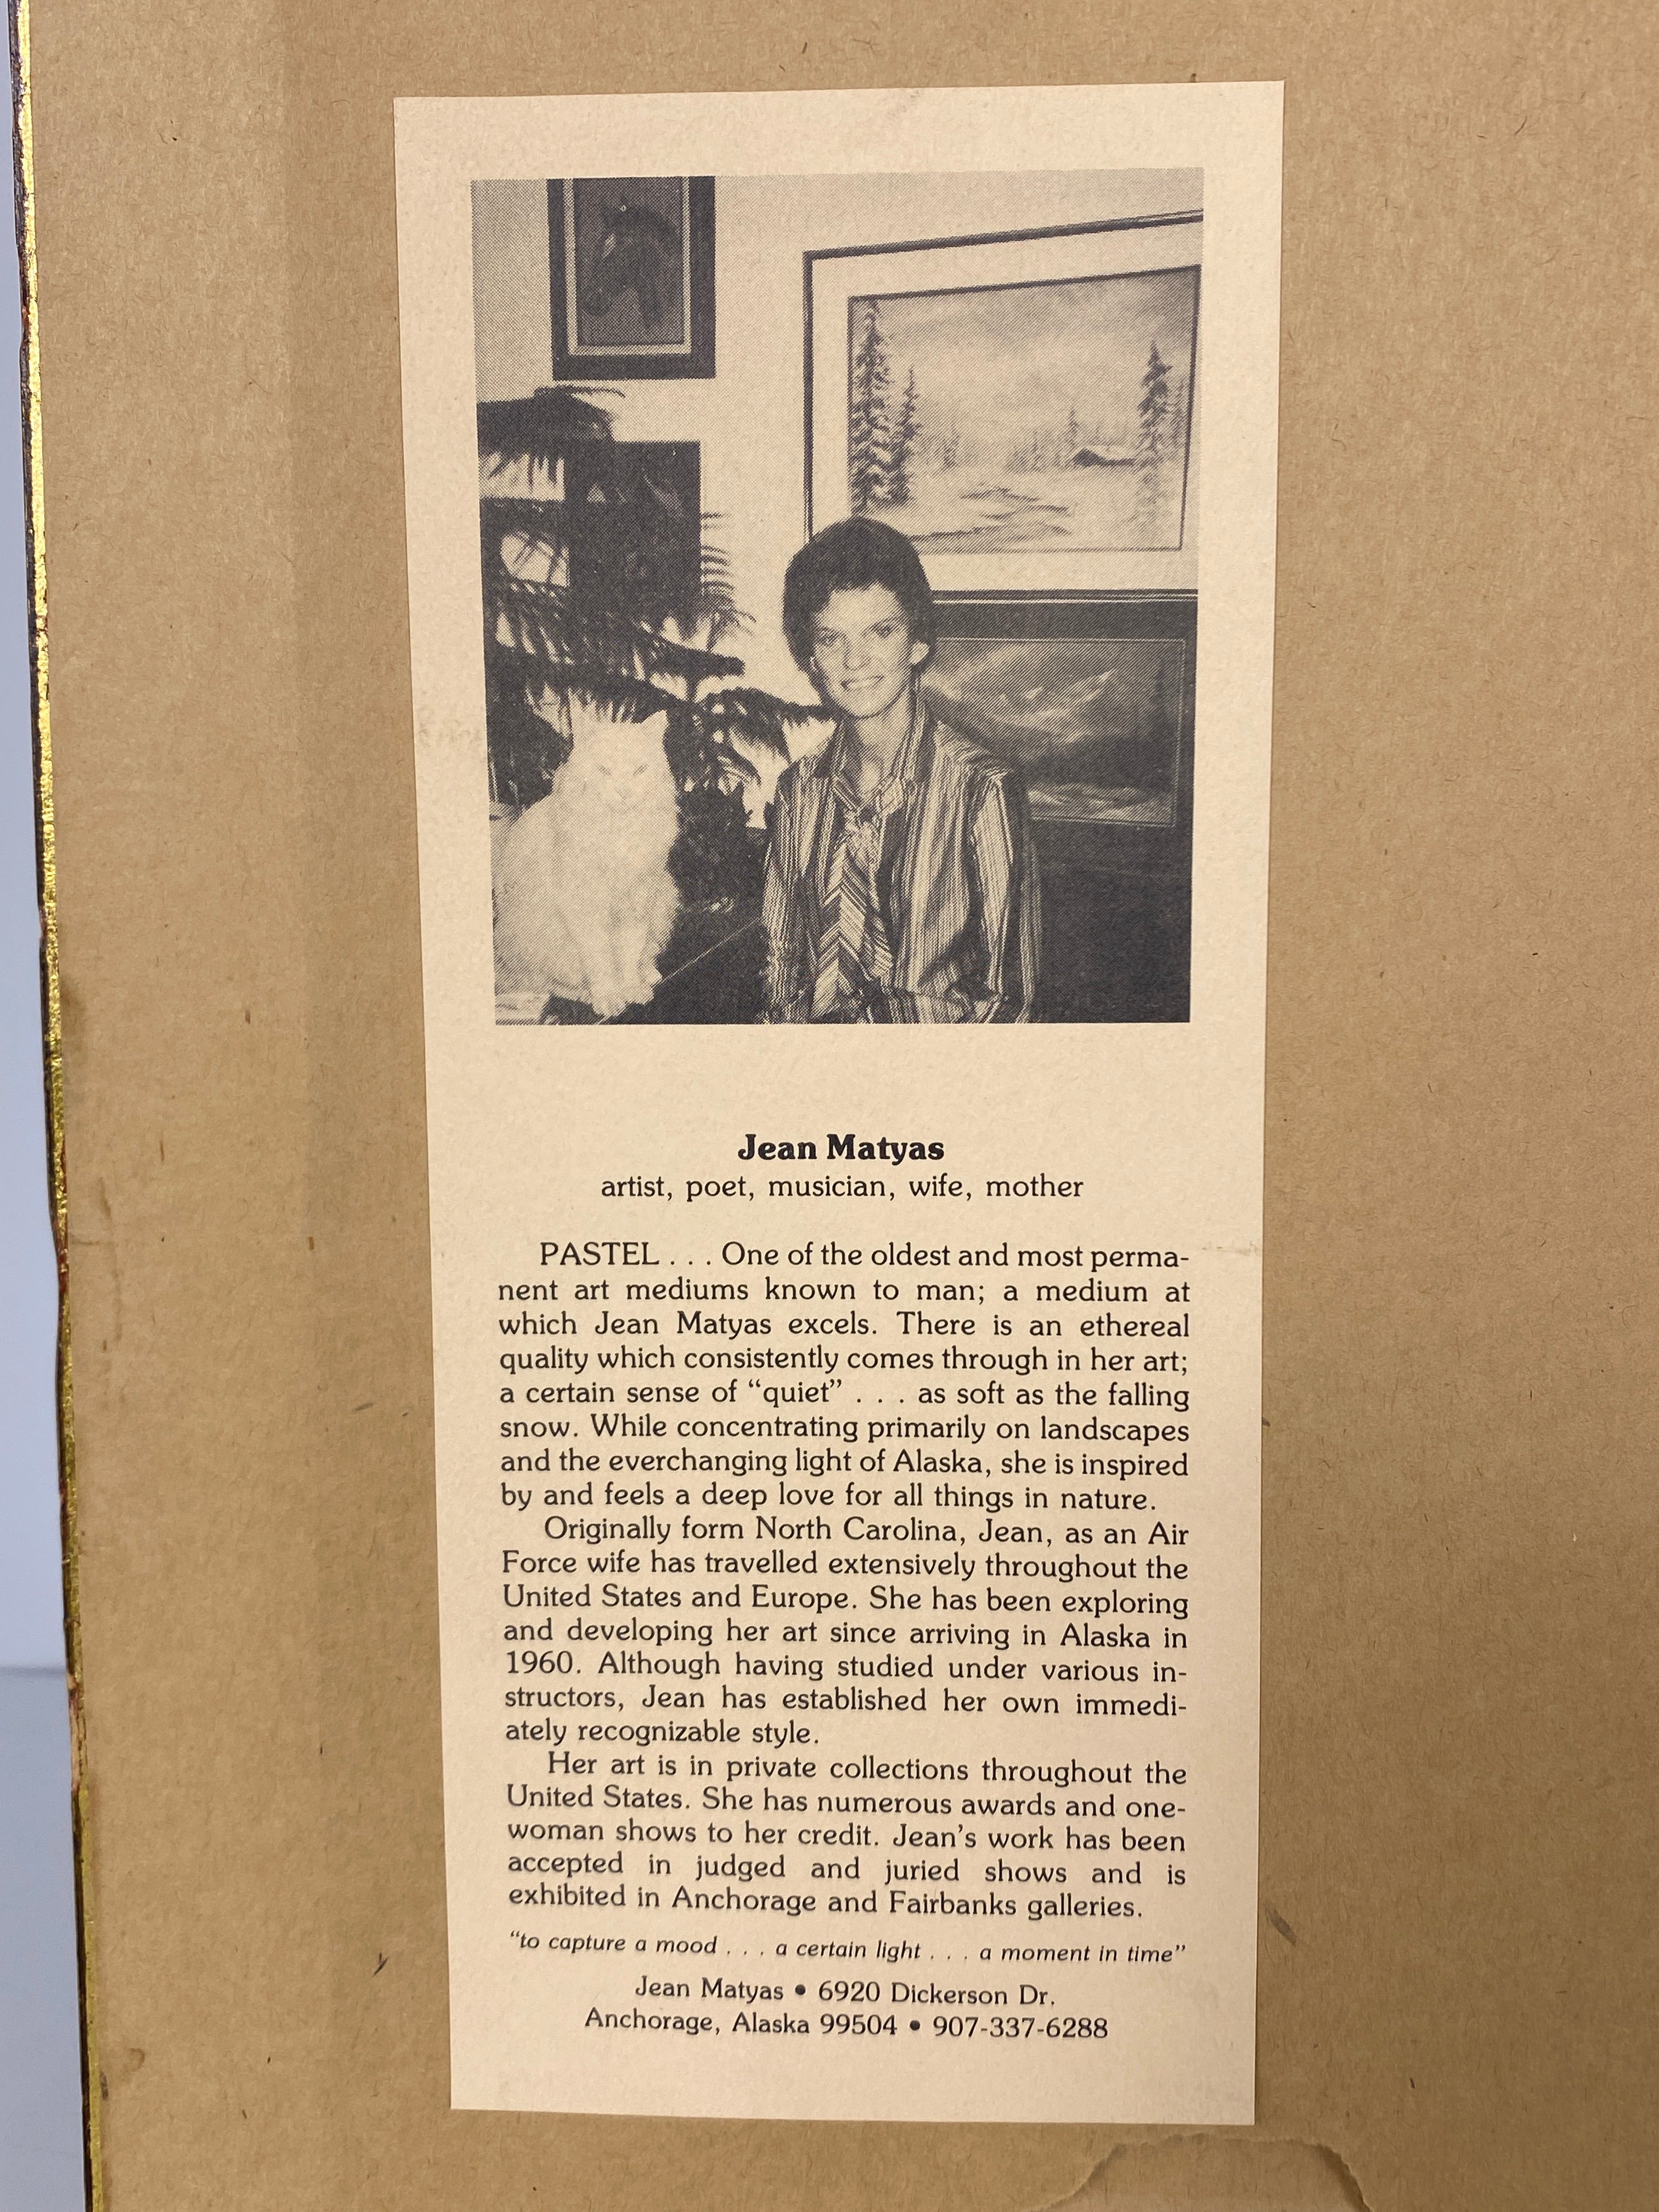 Jean Matyas
artist, poet, musician, wife, mother
PASTEL . . . One of the oldest and most perma-
nent art mediums known to man; a medium at
which Jean Matyas excels. There is an ethereal
quality which consistently comes through in her art;
a certain sense of “quiet” . . . as soft as the falling
snow. While concentrating primarily on landscapes
and the everchanging light of Alaska, she is inspired
by and feels a deep love for all things in nature.
Originally form North Carolina, Jean, as an Air
Force wife has travelled extensively throughout the
United States and Europe. She has been exploring
and developing her art since arriving in Alaska in
1960. Although having studied under various in-
structors, Jean has established her own immedi-
ately recognizable style.
Her art is in private collections throughout the
United States. She has numerous awards and one-
woman shows to her credit. Jean’s work has been
accepted in judged and juried shows and is
exhibited in Anchorage and Fairbanks galleries.
“to capture a mood . . . a certain light . . . a moment in time”
Jean Matyas • 6920 Dickerson Dr.
Anchorage, Alaska 99504 • 907-337-6288